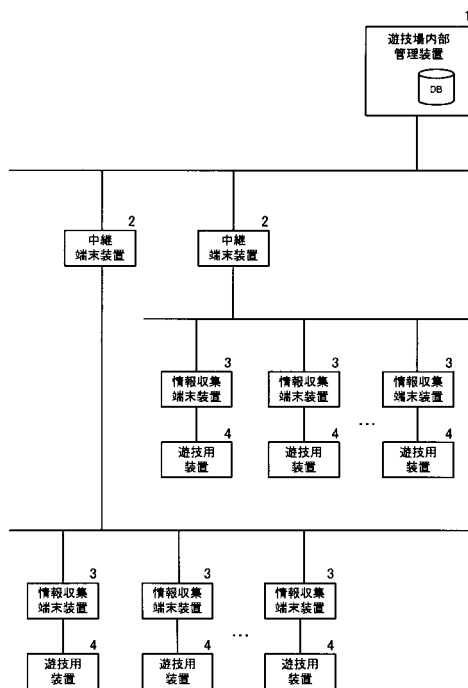 1
遊技場内部
管理装置
DB
2
中継
端末装置
2
中継
端末装置
3
情報収集
端末装置
3
情報収集
端末装置
3
情報収集
端末装置
4
遊技用
装置
4
遊技用
装置
...
4
遊技用
装置
3
情報収集
端末装置
3
情報収集
端末装置
3
情報収集
端末装置
...
4
遊技用
装置
4
遊技用
装置
4
遊技用
装置